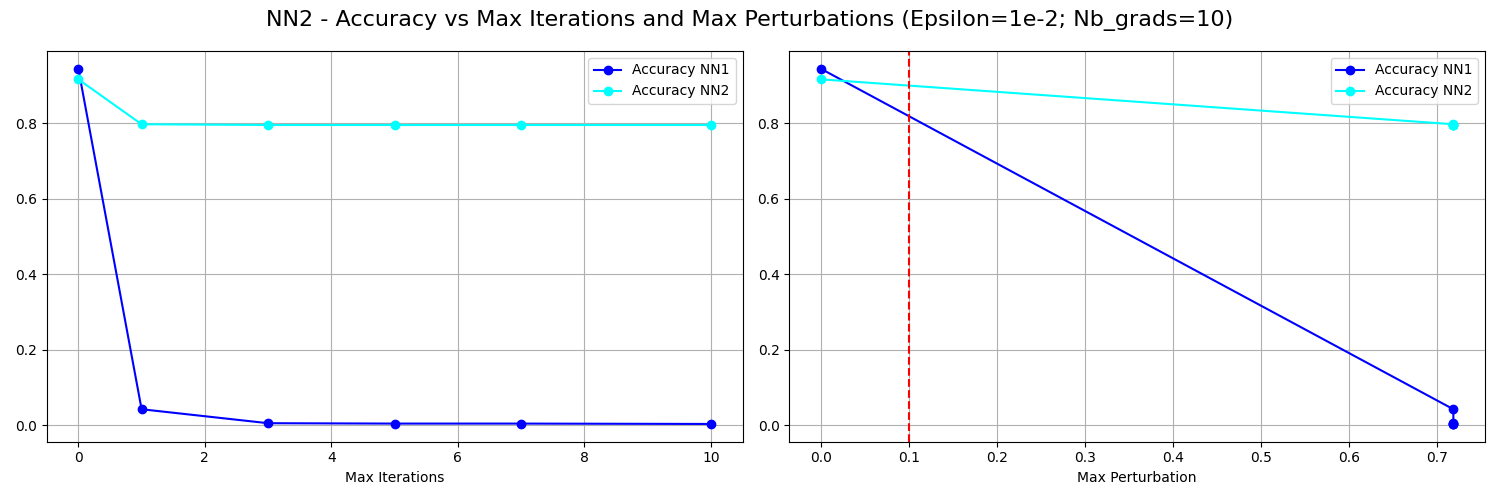 NN2 - Accuracy vs Max Iterations and Max Perturbations (Epsilon=1e-2; Nb_grads=10)
Accuracy NN1
Accuracy NN2
0.8
0.6
0.4
0.2
0.0
0 2 4 6 8 10
Max Iterations
Accuracy NN1
Accuracy NN2
0.8
0.6
0.4
0.2
0.0
0.0 0.1 0.2 0.3 0.4 0.5 0.6 0.7
Max Perturbation